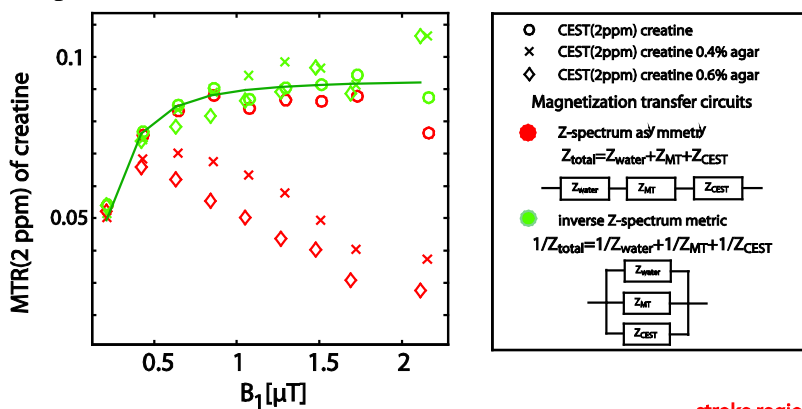 0.1
0.05
MTR(2 ppm) of creatine
0.5
1
1.5
2
B1[μT]
CEST(2ppm) creatine
CEST(2ppm) creatine 0.4% agar
CEST(2ppm) creatine 0.6% agar
Magnetization transfer circuits
Z-spectrum asymmetry
Ztotal=Zwater+ZMT+ZCEST
Zwater
ZMT
ZCEST
inverse Z-spectrum metric
1/Ztotal=1/Zwater+1/ZMT+1/ZCEST
Zwater
ZMT
ZCEST